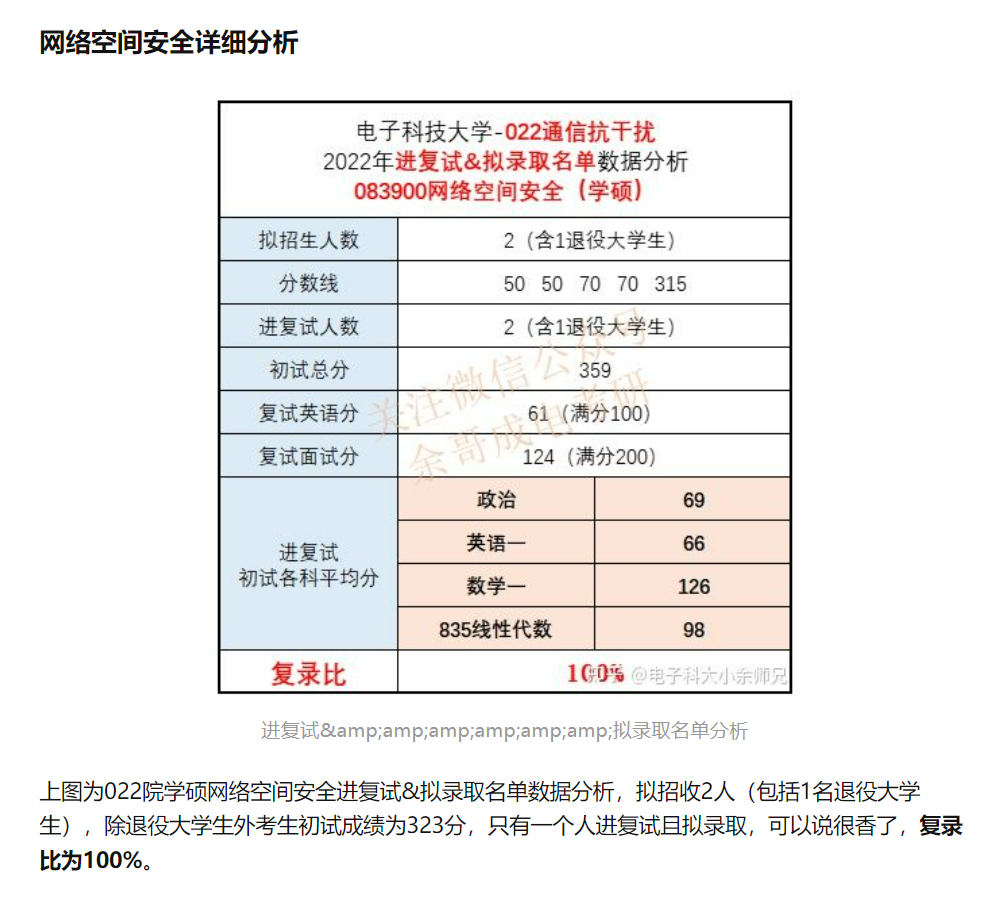 网络空间安全详细分析
电子科技大学-022通信抗干扰
2022年进复试&拟录取名单数据分析
083900网络空间安全（学硕）
拟招生人数 2（含1退役大学生）
分数线 50 50 70 70 315
进复试人数 2（含1退役大学生）
初试总分 359
复试英语分 61（满分100）
复试面试分 124（满分200）
进复试
初试各科平均分
政治 69
英语一 66
数学一 126
835线性代数 98
复录比 100%
关注微信公众号
余哥成电考研
@电子科大小余师兄
进复试&amp;amp;amp;amp;amp;amp;拟录取名单分析
上图为022院学硕网络空间安全进复试&拟录取名单数据分析，拟招收2人（包括1名退役大学
生），除退役大学生外考生初试成绩为323分，只有一个人进复试且拟录取，可以说很香了，复录
比为100%。